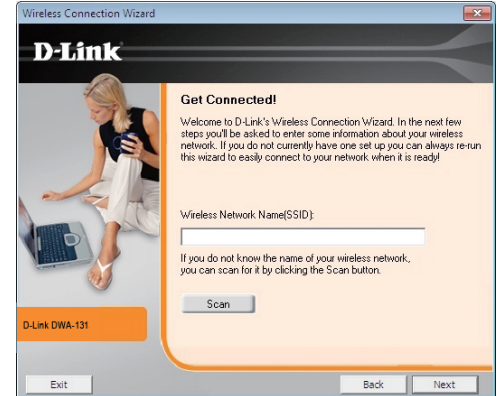 Wireless Connection Wizard
D-Link
Get Connected!
Welcome to D-Link's Wireless Connection Wizard. In the next few
steps you'll be asked to enter some information about your wireless
network. If you do not currently have one set up you can always re-run
this wizard to easily connect to your network when it is ready!
Wireless Network Name(SSID):
If you do not know the name of your wireless network,
you can scan for it by clicking the Scan button.
Scan
D-Link DWA-131
Exit
Back
Next